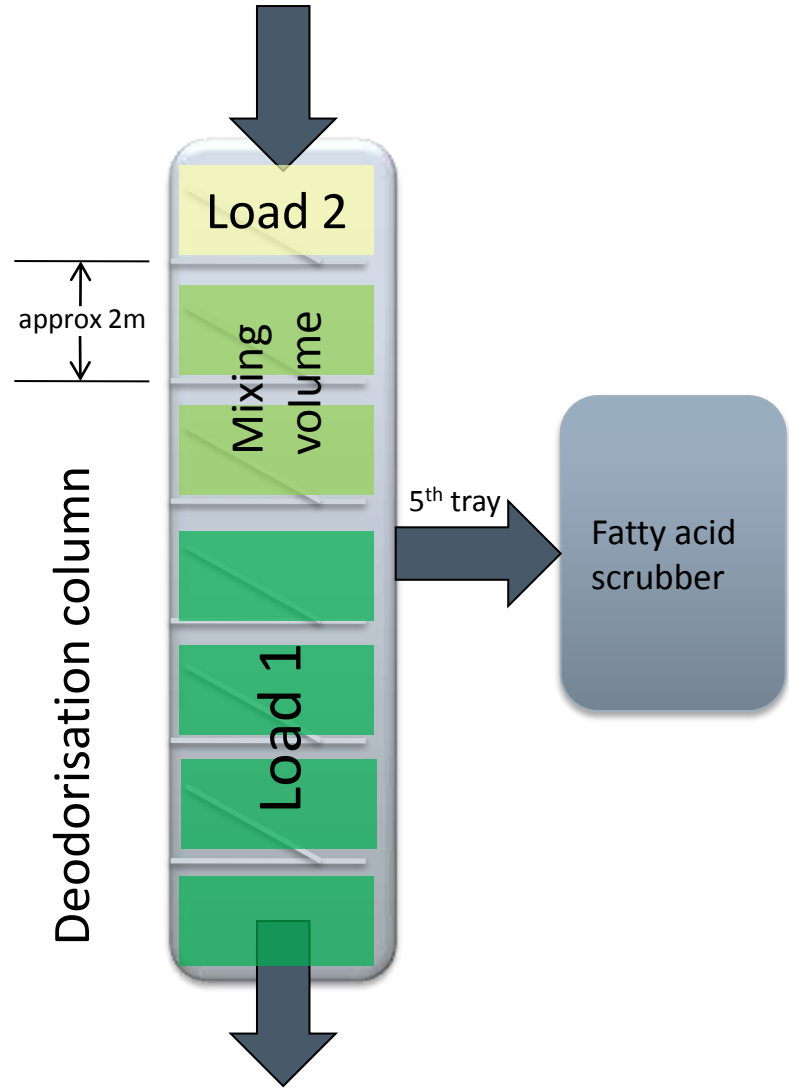 Load 2
approx 2m
Mixing
volume
5th tray
Fatty acid
scrubber
Load 1
Deodorisation column